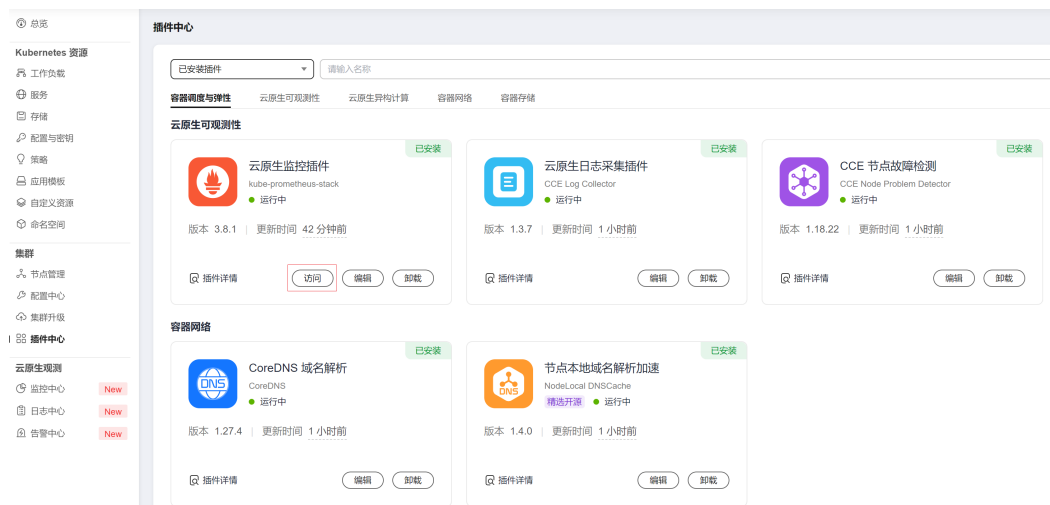 总览
Kubernetes 资源
工作负载
服务
存储
配置与密钥
策略
应用模板
自定义资源
命名空间
集群
节点管理
配置中心
集群升级
插件中心
云原生观测
监控中心 New
日志中心 New
告警中心 New
插件中心
已安装插件 请输入名称
容器调度与弹性 云原生可观测性 云原生异构计算 容器网络 容器存储
云原生可观测性
已安装
云原生监控插件
kube-prometheus-stack
运行中
版本 3.8.1 | 更新时间 42 分钟前
插件详情 访问 编辑 卸载
已安装
云原生日志采集插件
CCE Log Collector
运行中
版本 1.3.7 | 更新时间 1 小时前
插件详情 编辑 卸载
已安装
CCE 节点故障检测
CCE Node Problem Detector
运行中
版本 1.18.22 | 更新时间 1 小时前
插件详情 编辑 卸载
容器网络
已安装
DNS
CoreDNS 域名解析
CoreDNS
运行中
版本 1.27.4 | 更新时间 1 小时前
插件详情 编辑 卸载
已安装
DNS
节点本地域名解析加速
NodeLocal DNSCache
精选开源 运行中
版本 1.4.0 | 更新时间 1 小时前
插件详情 编辑 卸载